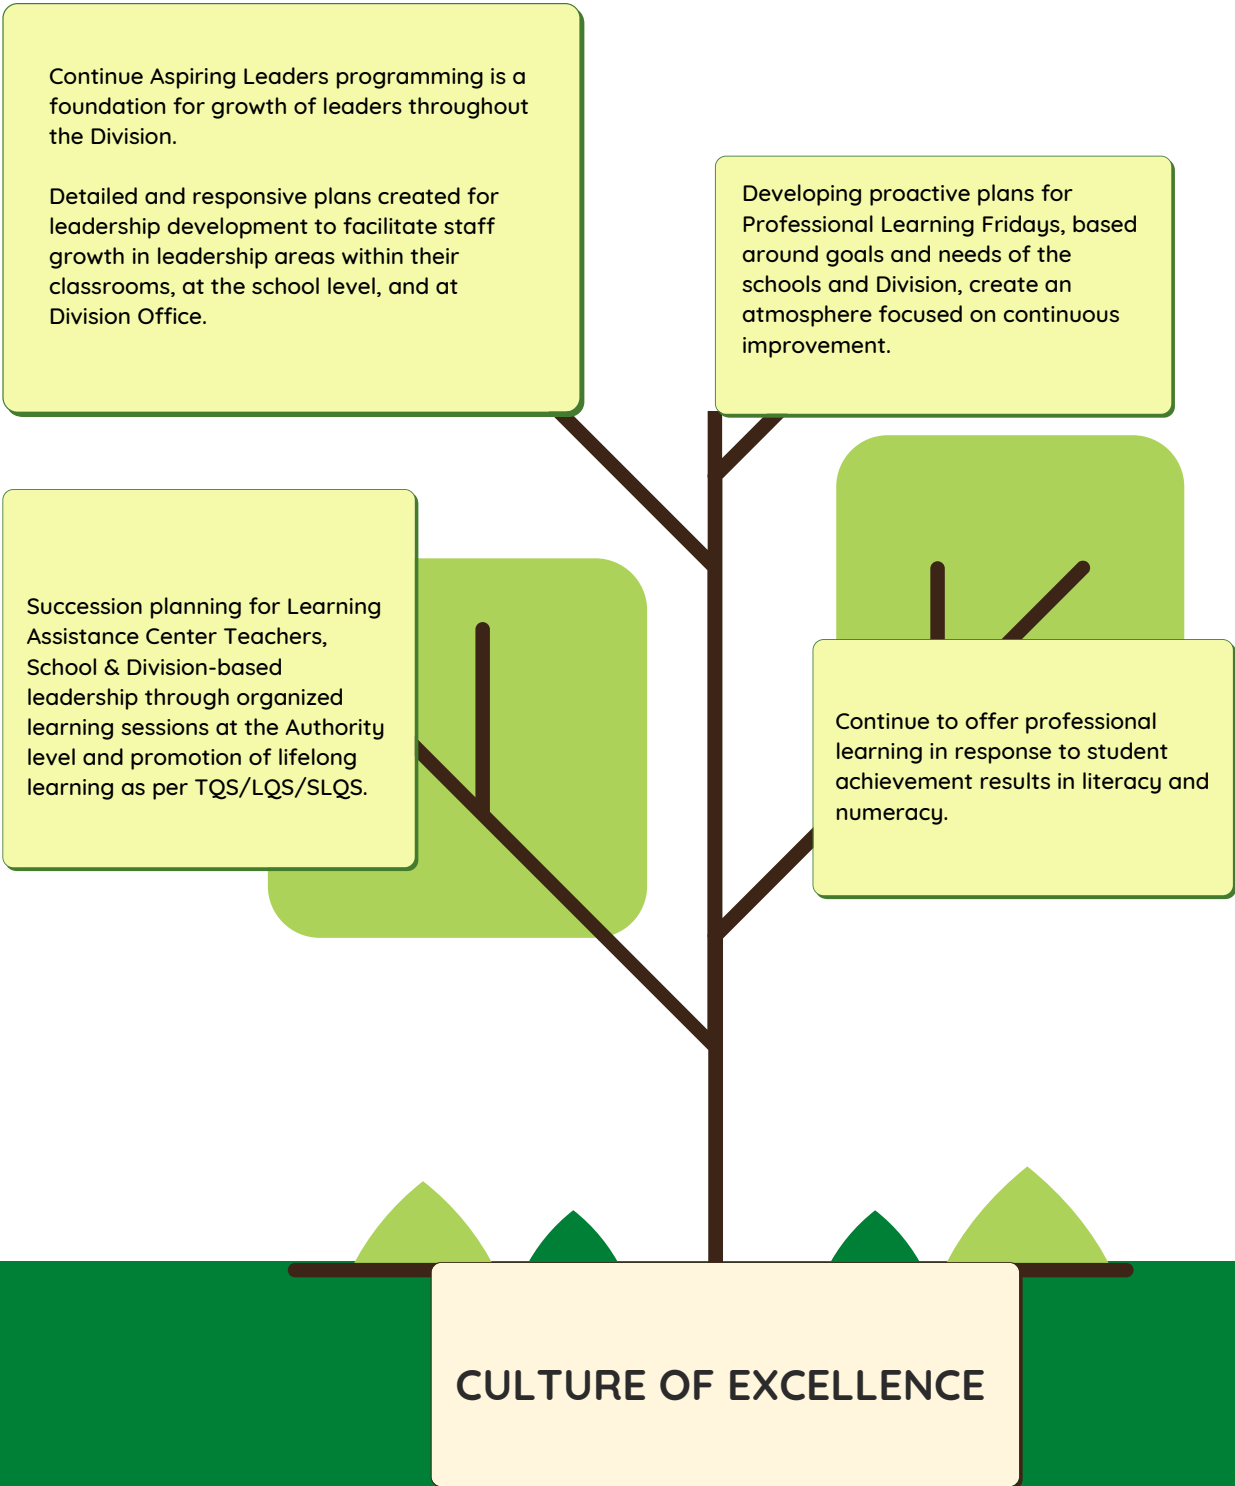 Continue Aspiring Leaders programming is a
foundation for growth of leaders throughout
the Division.
Detailed and responsive plans created for
leadership development to facilitate staff
growth in leadership areas within their
classrooms, at the school level, and at
Division Office.
Developing proactive plans for
Professional Learning Fridays, based
around goals and needs of the
schools and Division, create an
atmosphere focused on continuous
improvement.
Succession planning for Learning
Assistance Center Teachers,
School & Division-based
leadership through organized
learning sessions at the Authority
level and promotion of lifelong
learning as per TQS/LQS/SLQS.
Continue to offer professional
learning in response to student
achievement results in literacy and
numeracy.
CULTURE OF EXCELLENCE